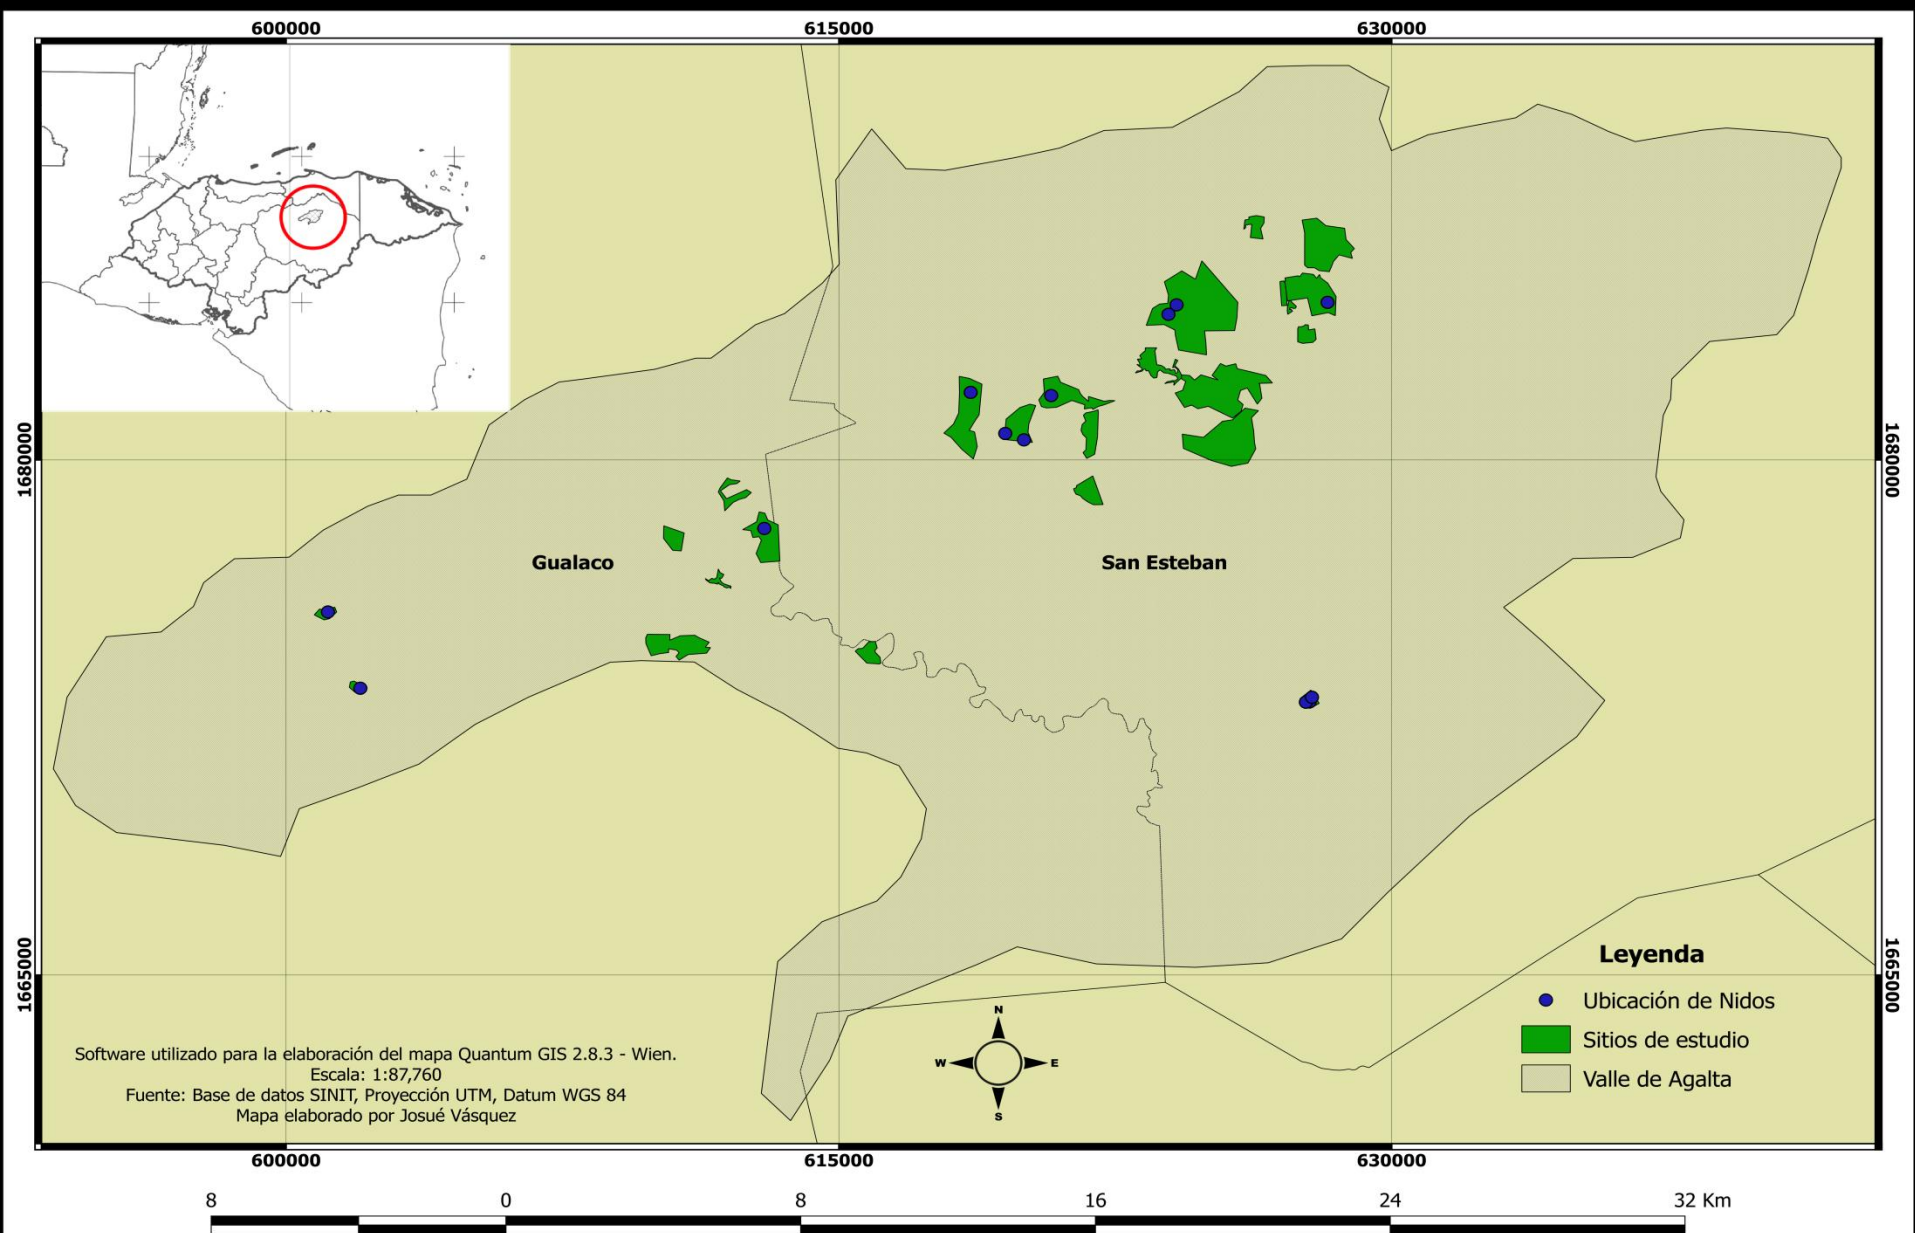 600000
615000
630000
1680000
1680000
Gualaco
San Esteban
1665000
1665000
Leyenda
Ubicación de Nidos
Sitios de estudio
Valle de Agalta
N
W
E
S
Software utilizado para la elaboración del mapa Quantum GIS 2.8.3 - Wien.
Escala: 1:87,760
Fuente: Base de datos SINIT, Proyección UTM, Datum WGS 84
Mapa elaborado por Josué Vásquez
600000
615000
630000
8 0 8 16 24 32 Km